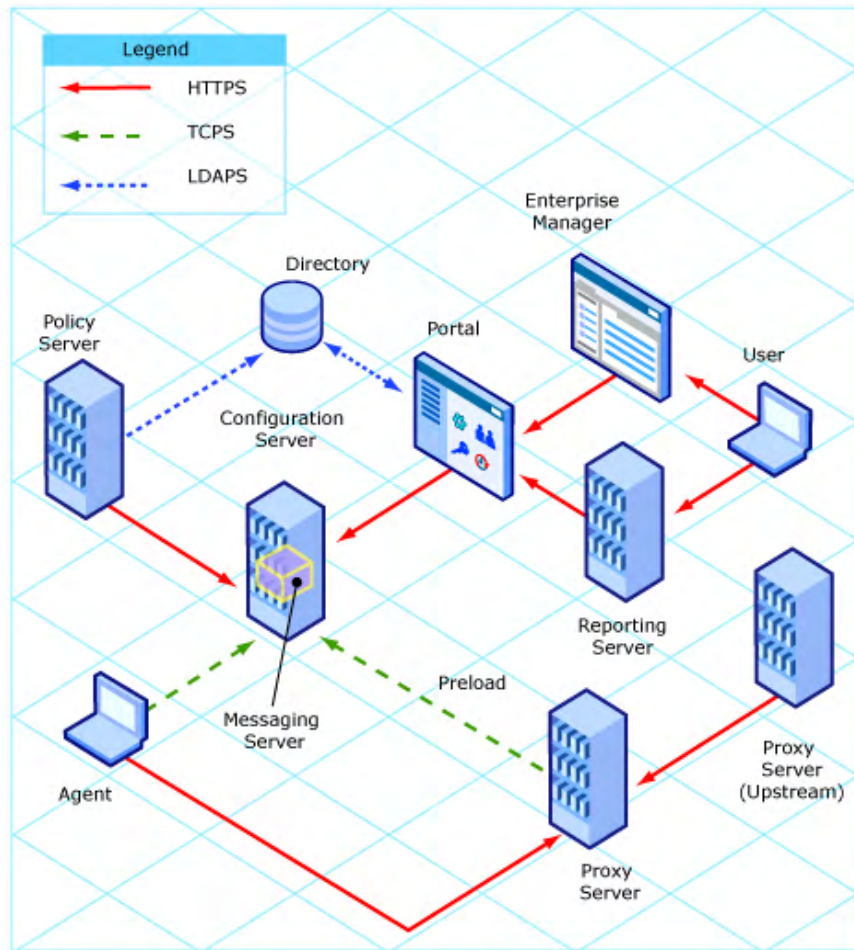 Legend
HTTPS
TCPS
LDAPS
Enterprise
Manager
Directory
Portal
Policy
Server
User
Configuration
Server
Reporting
Server
Preload
Messaging
Server
Proxy
Server
(Upstream)
Agent
Proxy
Server